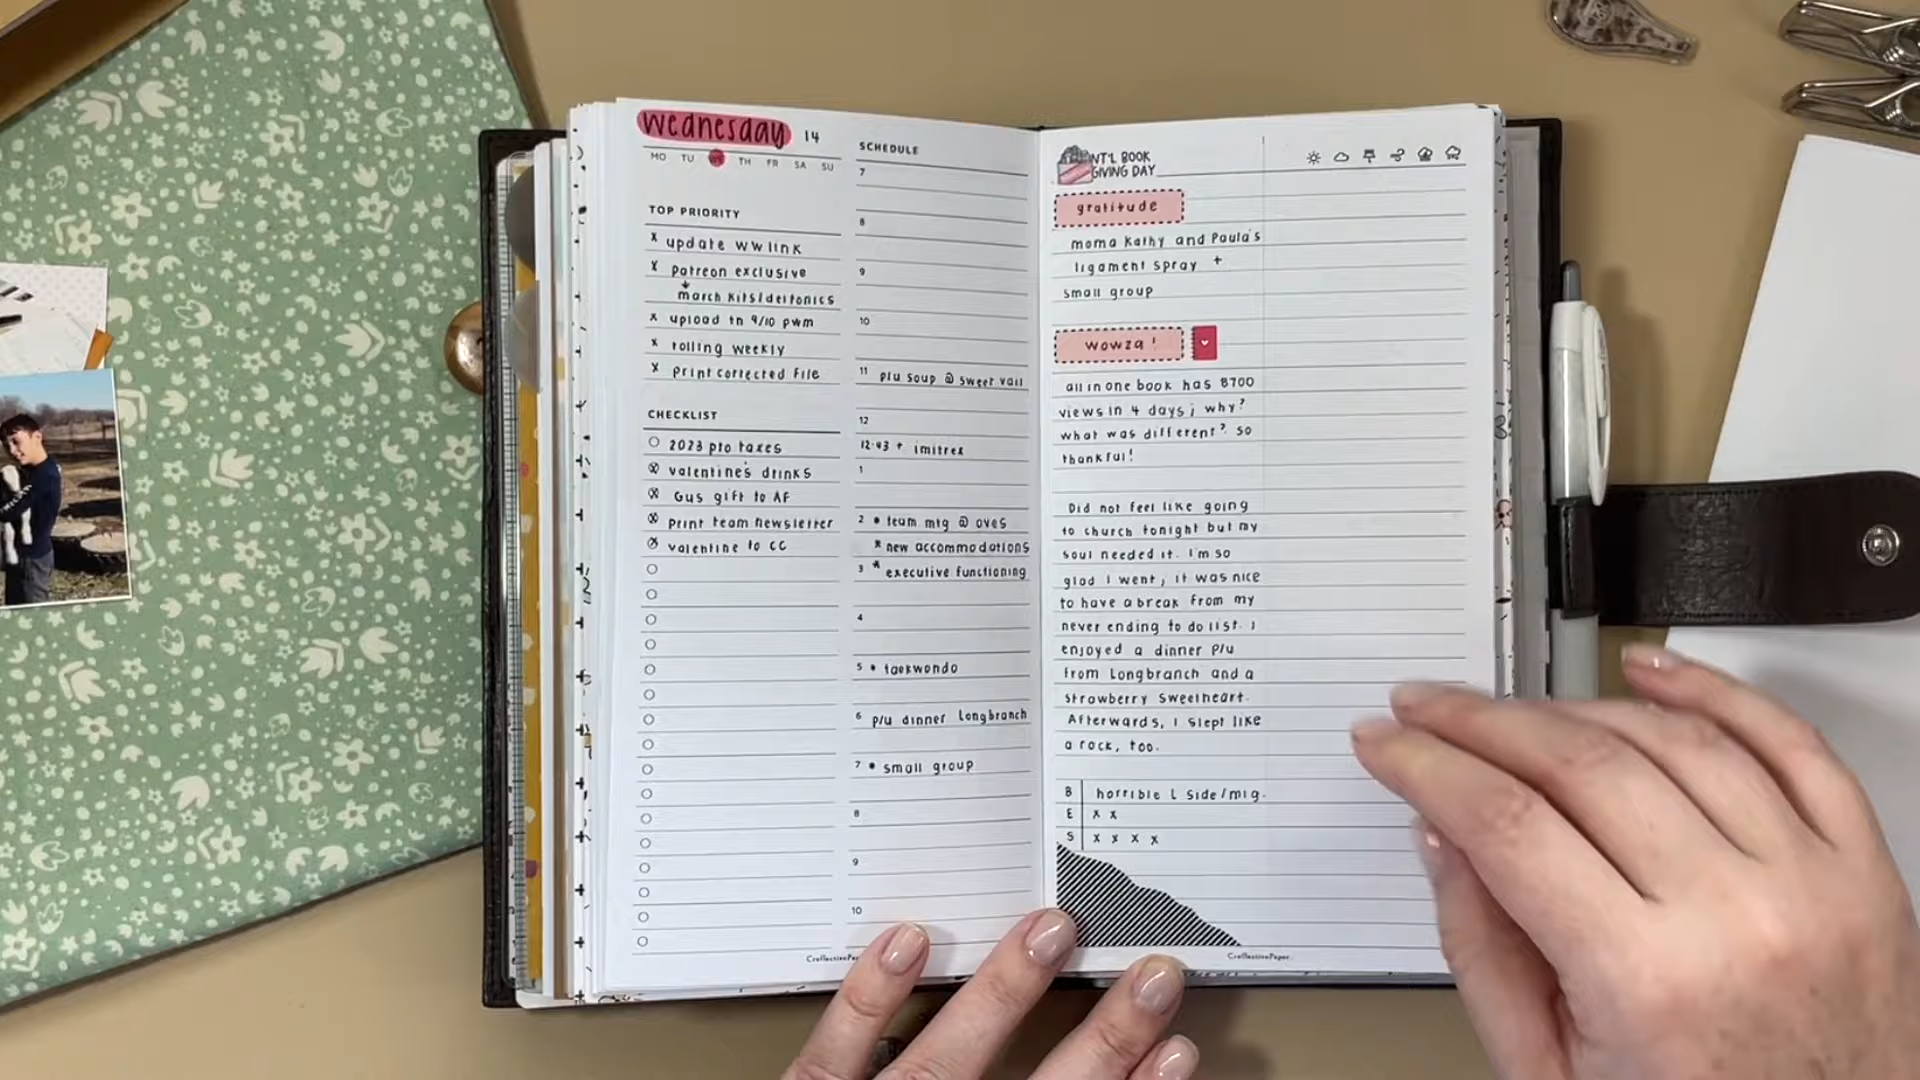 wednesday 14
MO TU WE TH FR SA SU
TOP PRIORITY
x update ww link
x patreon exclusive
march kits/deitonics
x upload tn 9/10 pwm
x rolling weekly
x print corrected file
CHECKLIST
2023 pto taxes
valentine's drinks
Gus gift to AF
print team newsletter
valentine to CC
SCHEDULE
7
8
9
10
11 p/u soup @ sweet vail
12
12:43 + imitrex
1
2 • team mtg @ oves
* new accommodations
3 * executive functioning
4
5 • taekwondo
6 p/u dinner Longbranch
7 • small group
8
9
10
INT'L BOOK
GIVING DAY
gratitude
moma Kathy and Paula's
ligament spray +
small group
wowza!
all in one book has 8700
views in 4 days; why?
what was different? so
thankful!
Did not feel like going
to church tonight but my
soul needed it. I'm so
glad I went; it was nice
to have a break from my
never ending to do list. I
enjoyed a dinner p/u
from Longbranch and a
strawberry sweetheart.
Afterwards, I slept like
a rock, too.
B horrible L side/mig.
E x x
S x x x x
CreflectivePaper